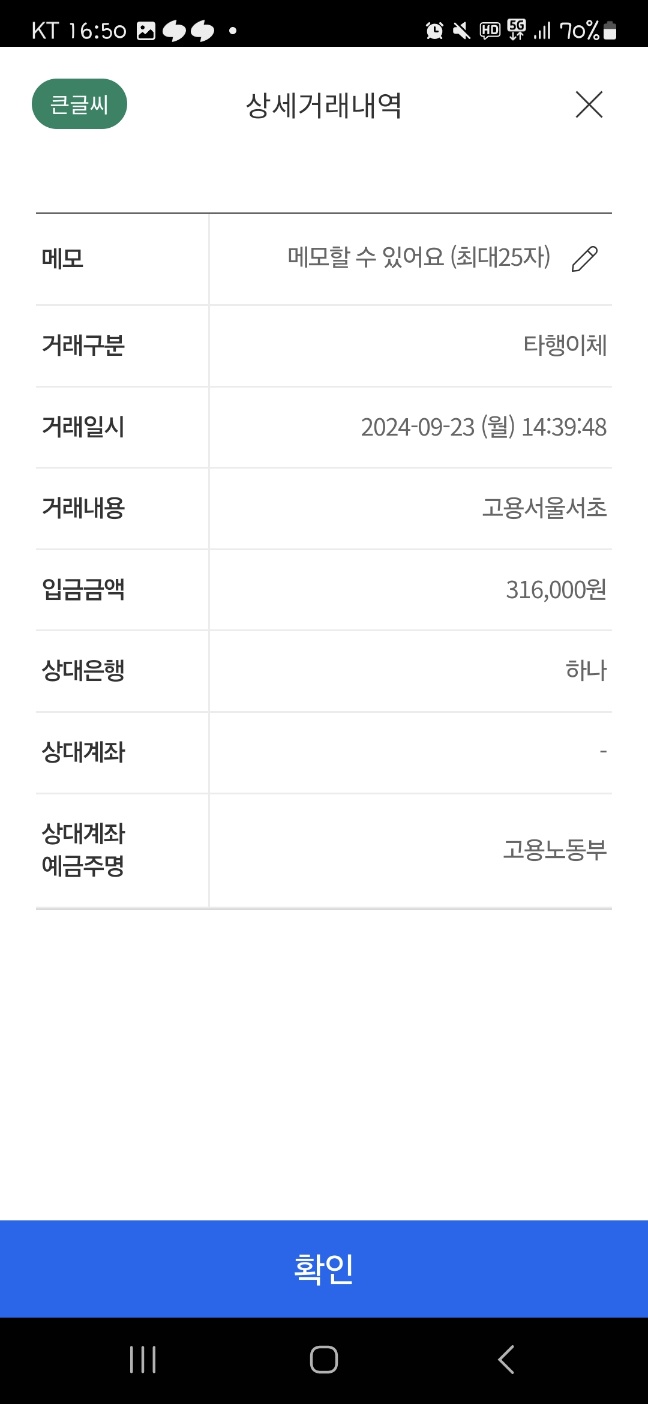 KT 16:50 HD 5G 70%
큰글씨 상세거래내역
메모 메모할 수 있어요 (최대25자)
거래구분 타행이체
거래일시 2024-09-23 (월) 14:39:48
거래내용 고용서울서초
입금금액 316,000원
상대은행 하나
상대계좌 -
상대계좌
예금주명 고용노동부
확인